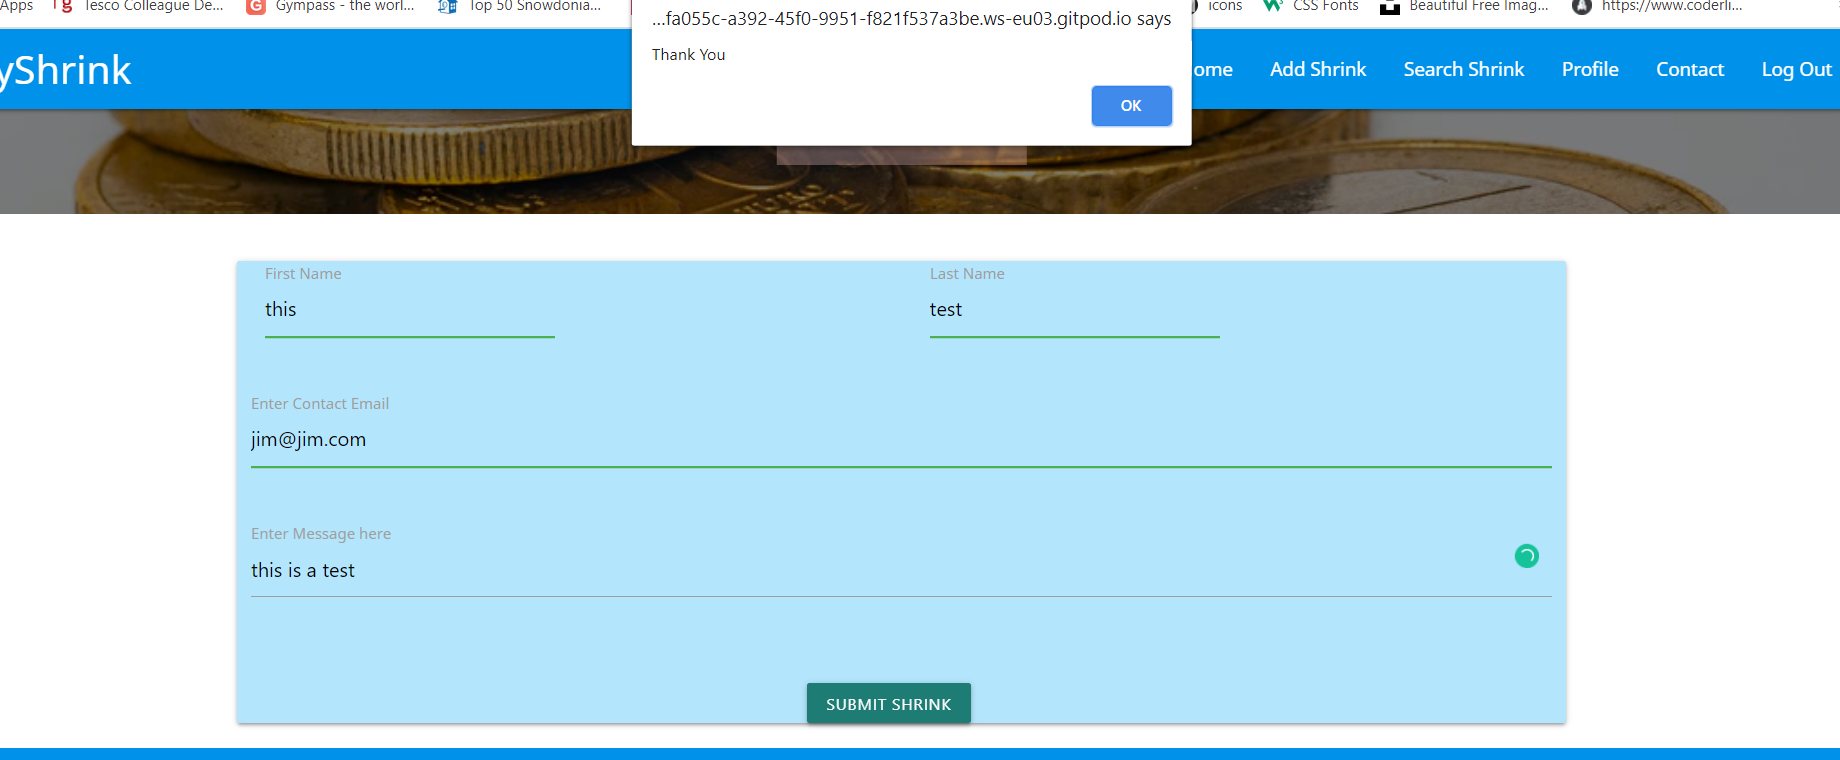 Apps Tesco Colleague De... Gympass - the worl... Top 50 Snowdonia... icons CSS Fonts Beautiful Free Imag... https://www.coderli...
...fa055c-a392-45f0-9951-f821f537a3be.ws-eu03.gitpod.io says
Thank You
OK
yShrink
ome Add Shrink Search Shrink Profile Contact Log Out
First Name Last Name
this test
Enter Contact Email
jim@jim.com
Enter Message here
this is a test
SUBMIT SHRINK